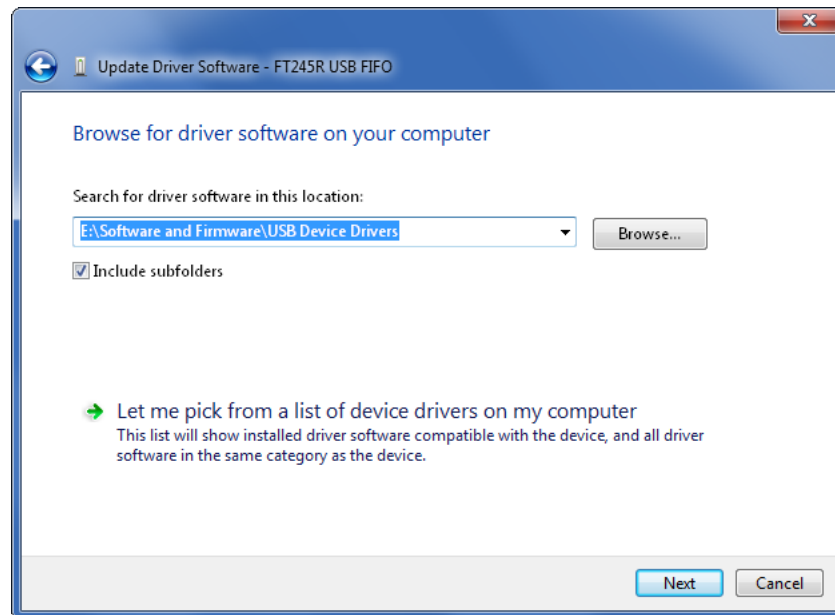 Update Driver Software - FT245R USB FIFO
Browse for driver software on your computer
Search for driver software in this location:
E:\Software and Firmware\USB Device Drivers
Browse...
Include subfolders
Let me pick from a list of device drivers on my computer
This list will show installed driver software compatible with the device, and all driver
software in the same category as the device.
Next
Cancel